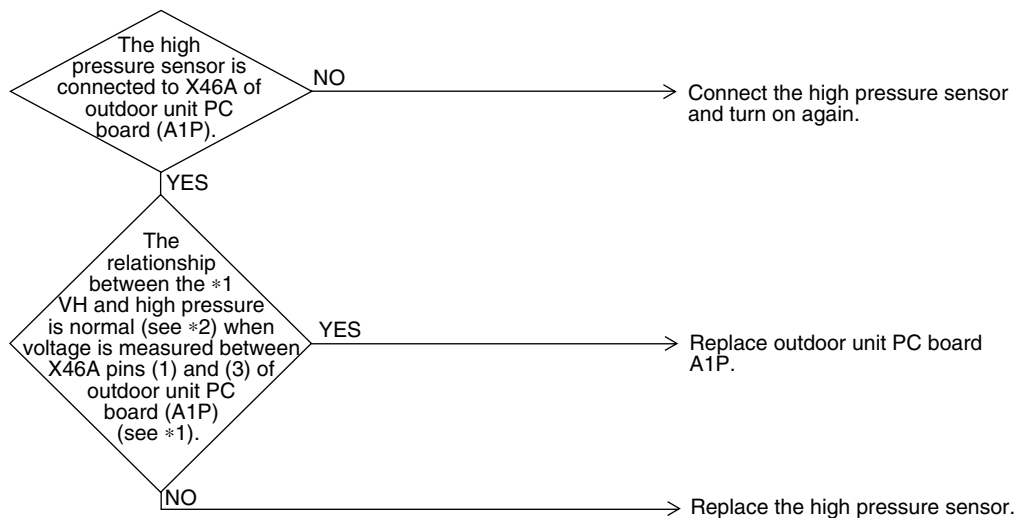 The high
pressure sensor is
connected to X46A of
outdoor unit PC
board (A1P).
NO
Connect the high pressure sensor
and turn on again.
YES
The
relationship
between the *1
VH and high pressure
is normal (see *2) when
voltage is measured between
X46A pins (1) and (3) of
outdoor unit PC
board (A1P)
(see *1).
YES
Replace outdoor unit PC board
A1P.
NO
Replace the high pressure sensor.